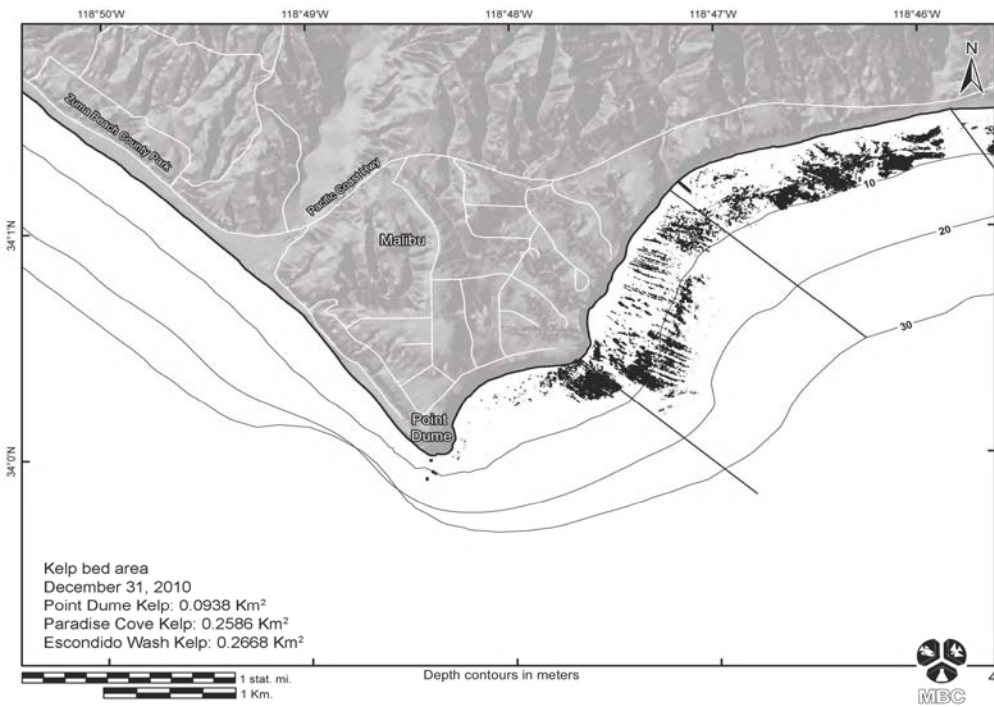 118°50'W 118°49'W 118°48'W 118°47'W 118°46'W
N
Zuma Beach County Park
Pacific Coast Hwy
10
34°1'N
Malibu
20
30
Point
Dume
34°0'N
Kelp bed area
December 31, 2010
Point Dume Kelp: 0.0938 Km²
Paradise Cove Kelp: 0.2586 Km²
Escondido Wash Kelp: 0.2668 Km²
1 stat. mi.
Depth contours in meters
1 Km.
MBC